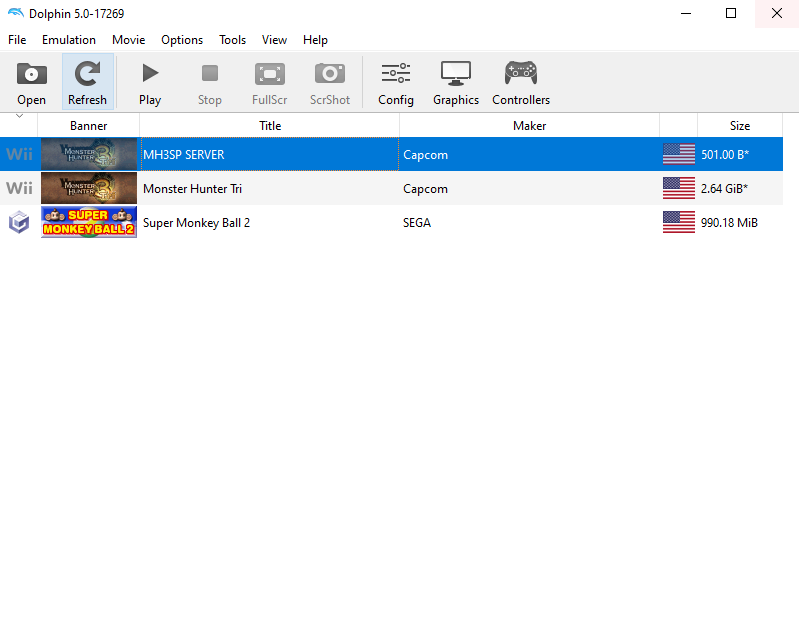 Dolphin 5.0-17269
File Emulation Movie Options Tools View Help
Open Refresh Play Stop FullScr ScrShot Config Graphics Controllers
Banner Title Maker Size
Wii MONSTER HUNTER 3 MH3SP SERVER Capcom 501.00 B*
Wii MONSTER HUNTER 3 Monster Hunter Tri Capcom 2.64 GiB*
SUPER MONKEY BALL 2 Super Monkey Ball 2 SEGA 990.18 MiB